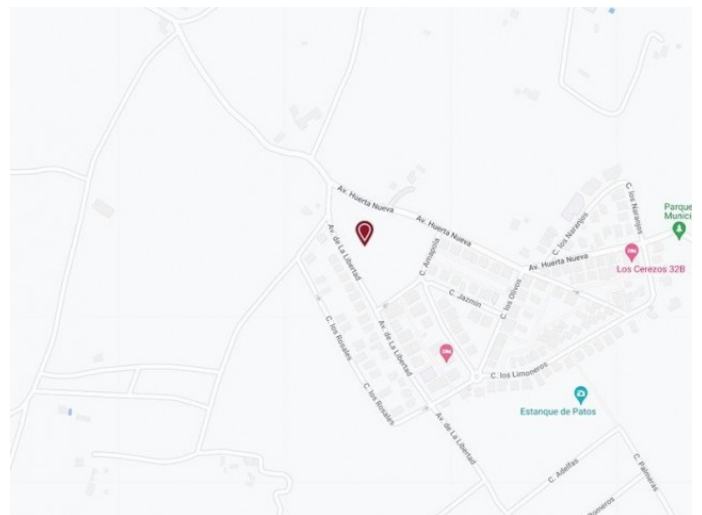 C. los Naranjos
Parque
Munici
Av. Huerta Nueva
Av. Huerta Nueva
C. los Naranjos
Av. de La Libertad
C. Amapola
Av. Huerta Nueva
Los Cerezos 32B
C. Jazmín
C. los Olivos
C. los Rosales
Av. de La Libertad
C. los Limoneros
C. los Rosales
Estanque de Patos
Av. de La Libertad
C. Adelfas
C. Palmeras
omeros